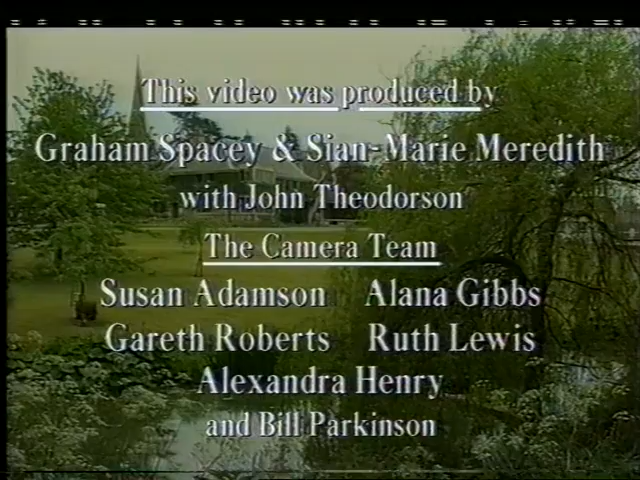 This video was produced by
Graham Spacey & Sian-Marie Meredith
with John Theodorson
The Camera Team
Susan Adamson Alana Gibbs
Gareth Roberts Ruth Lewis
Alexandra Henry
and Bill Parkinson